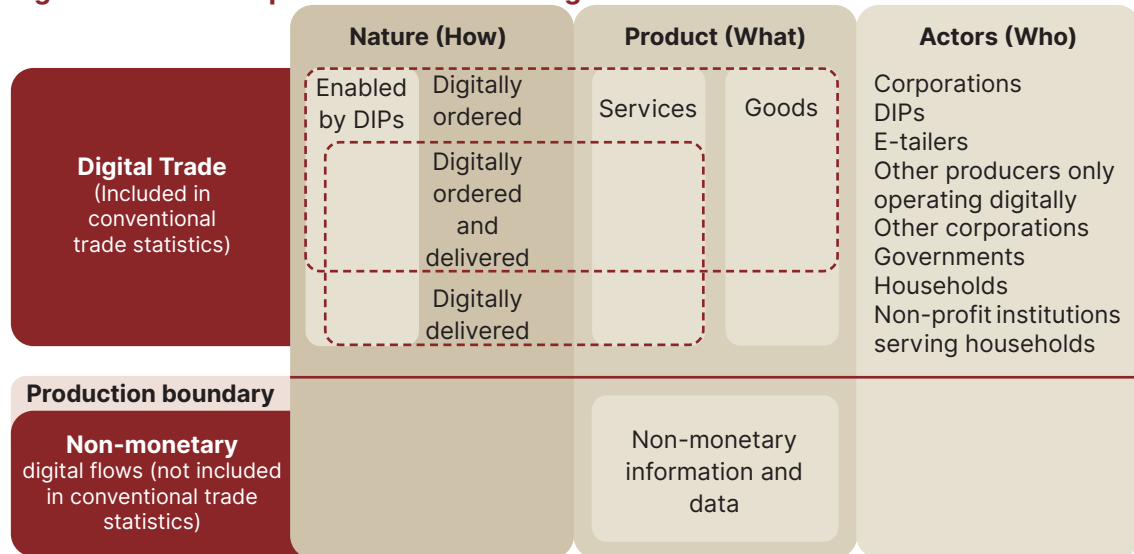 Nature (How)
Product (What)
Actors (Who)
Digital Trade
(Included in
conventional
trade statistics)
Enabled
by DIPs
Digitally
ordered
Digitally
ordered
and
delivered
Digitally
delivered
Services
Goods
Corporations
DIPs
E-tailers
Other producers only
operating digitally
Other corporations
Governments
Households
Non-profit institutions
serving households
Production boundary
Non-monetary
digital flows (not included
in conventional trade
statistics)
Non-monetary
information and
data